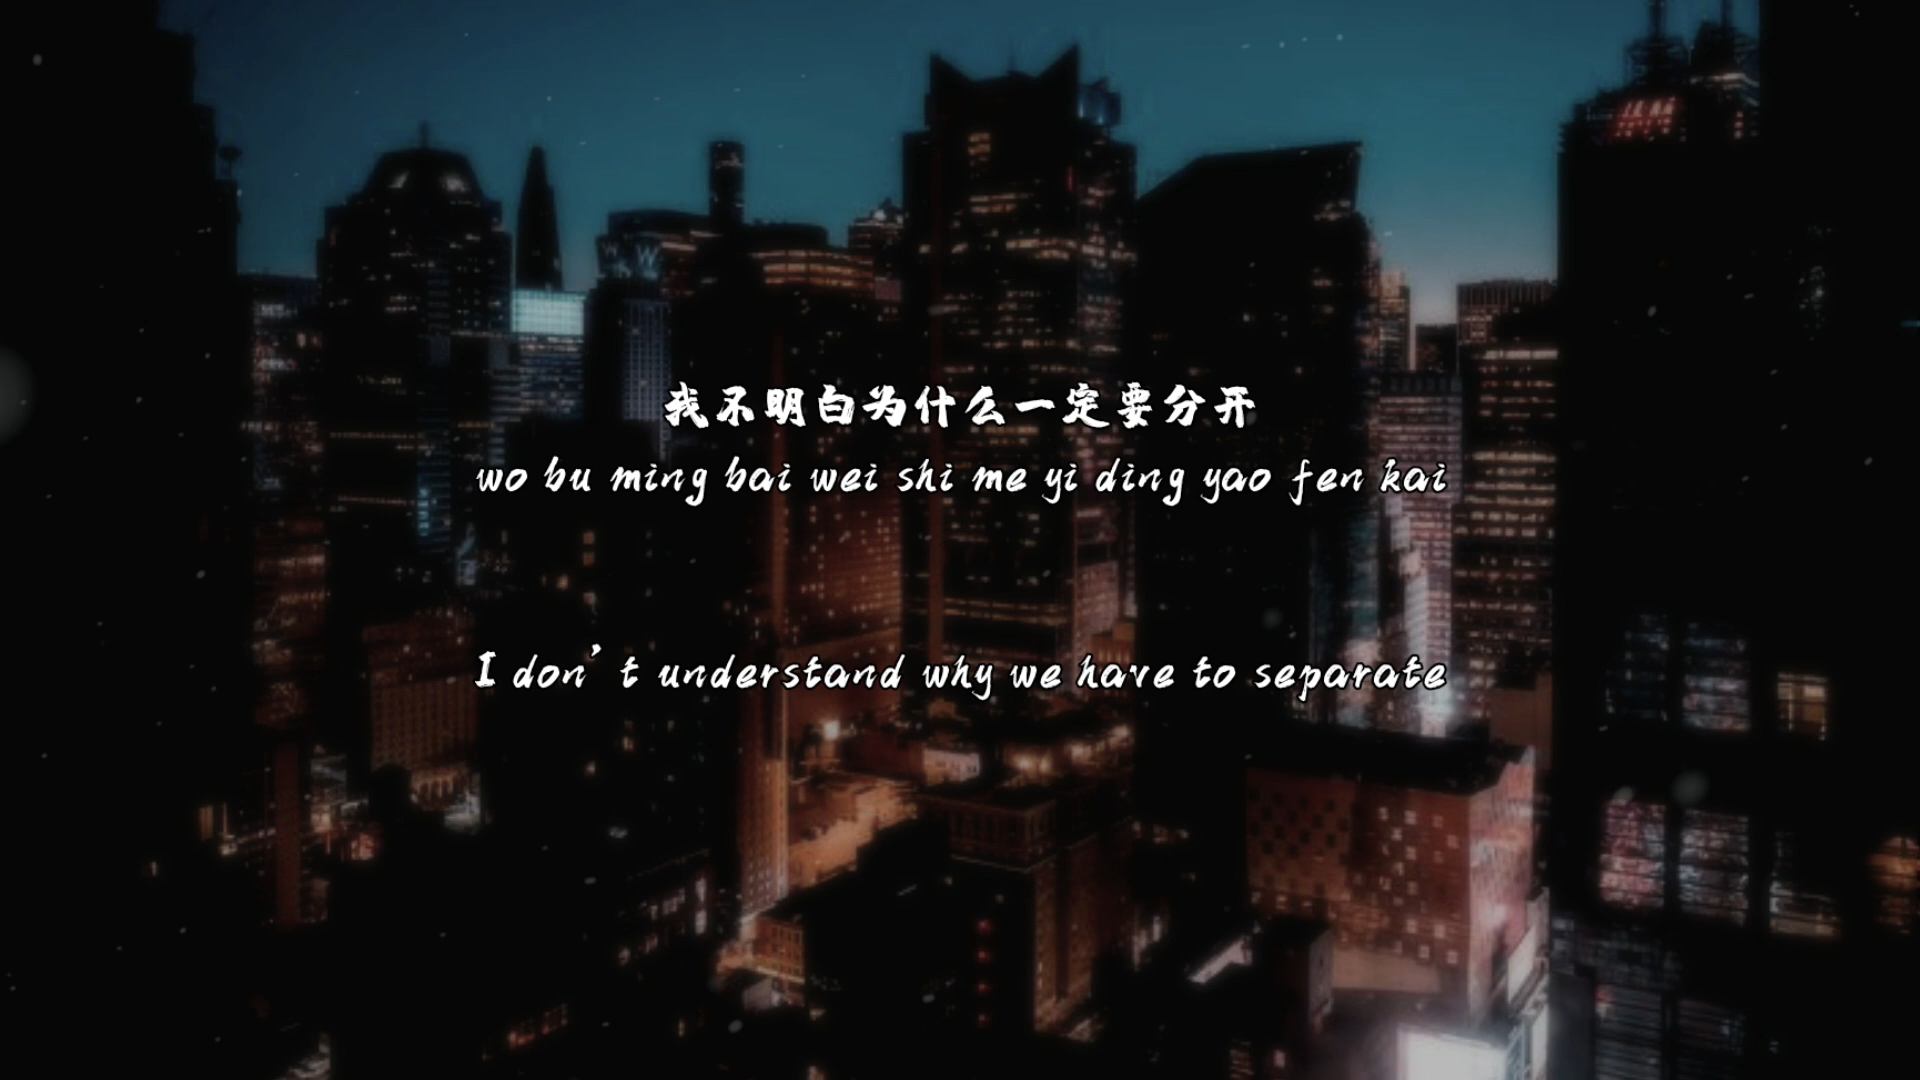 我不明白为什么一定要分开
wo bu ming bai wei shi me yi ding yao fen kai
I don’t understand why we have to separate